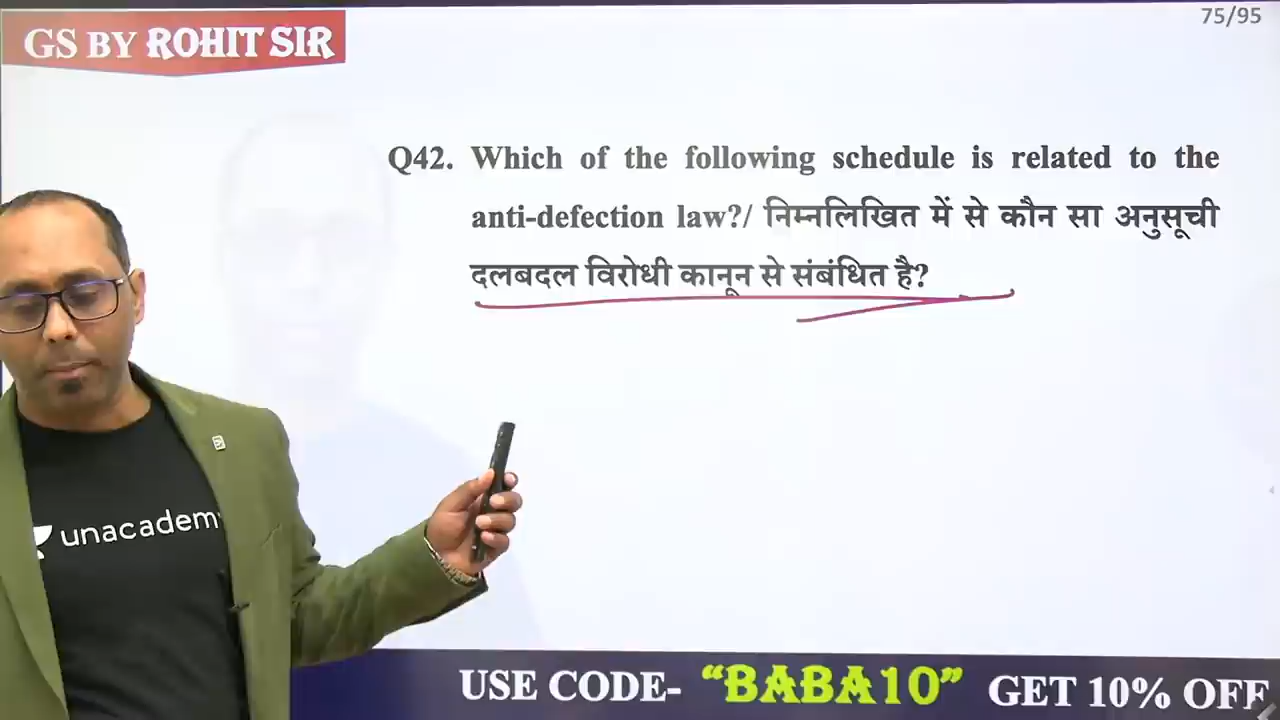 75/95
GS BY ROHIT SIR
Q42. Which of the following schedule is related to the
anti-defection law?/ निम्नलिखित में से कौन सा अनुसूची
दलबदल विरोधी कानून से संबंधित है?
unacademy
USE CODE- “BABA10” GET 10% OFF